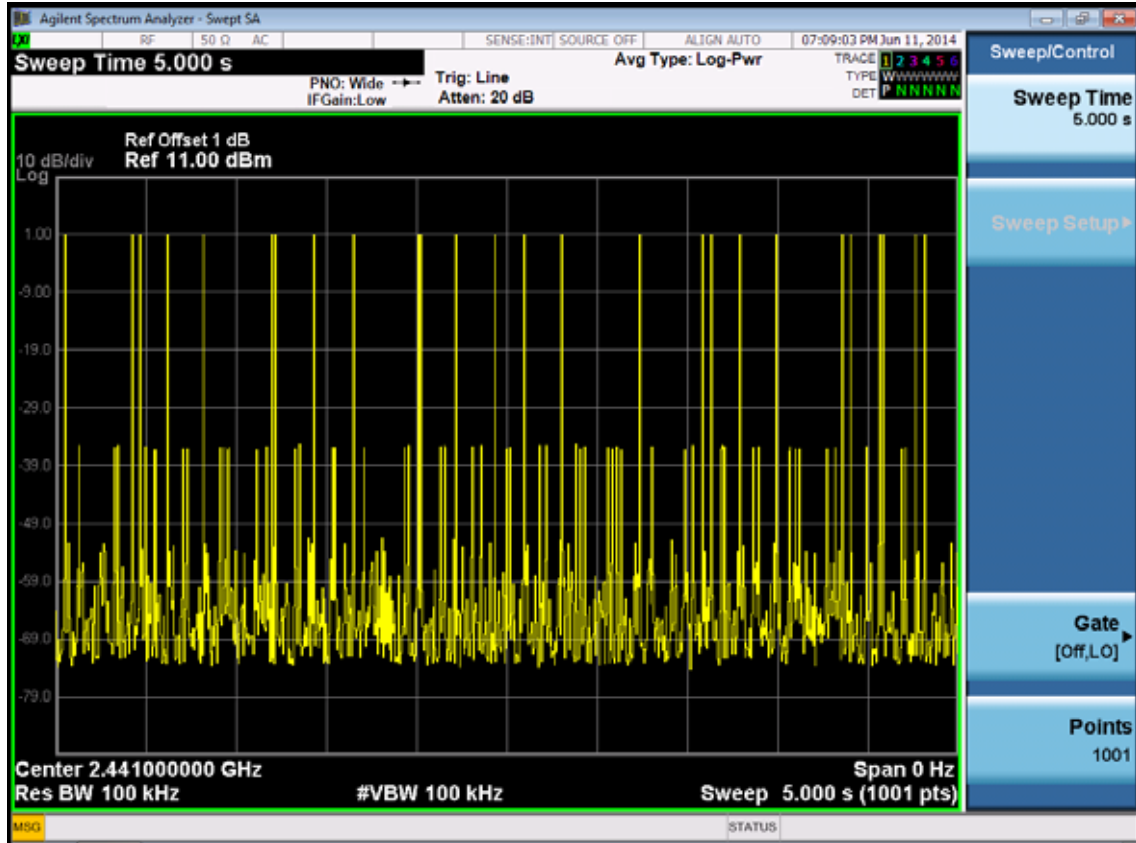 Agilent Spectrum Analyzer - Swept SA
LXI RF 50 Ω AC SENSE:INT SOURCE OFF ALIGN AUTO 07:09:03 PM Jun 11, 2014
Sweep Time 5.000 s
PNO: Wide
IFGain:Low
Trig: Line
Atten: 20 dB
Avg Type: Log-Pwr
TRACE 1 2 3 4 5 6
TYPE WWWWWW
DET P N N N N N
Ref Offset 1 dB
10 dB/div Ref 11.00 dBm
Log
1.00
-9.00
-19.0
-29.0
-39.0
-49.0
-59.0
-69.0
-79.0
Center 2.441000000 GHz Span 0 Hz
Res BW 100 kHz #VBW 100 kHz Sweep 5.000 s (1001 pts)
MSG STATUS
Sweep/Control
Sweep Time
5.000 s
Sweep Setup
Gate
[Off,LO]
Points
1001